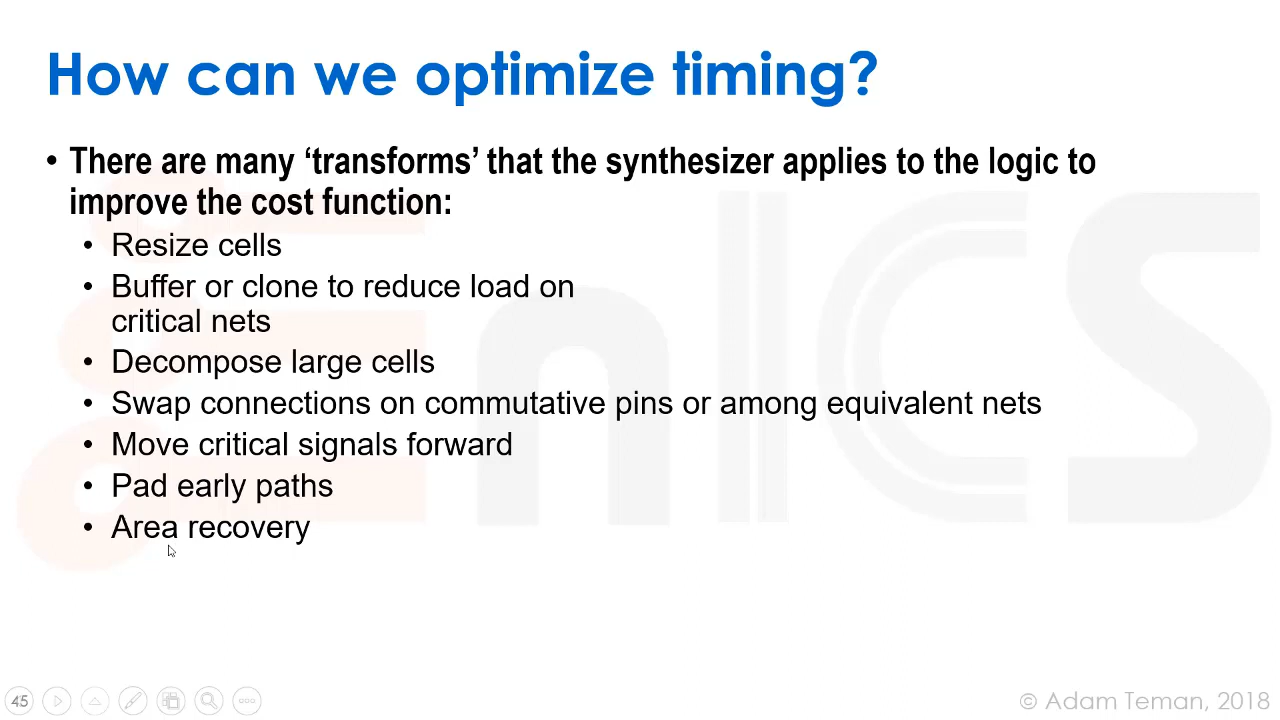 How can we optimize timing?
• There are many ‘transforms’ that the synthesizer applies to the logic to
improve the cost function:
• Resize cells
• Buffer or clone to reduce load on
critical nets
• Decompose large cells
• Swap connections on commutative pins or among equivalent nets
• Move critical signals forward
• Pad early paths
• Area recovery
EnICS
45
© Adam Teman, 2018